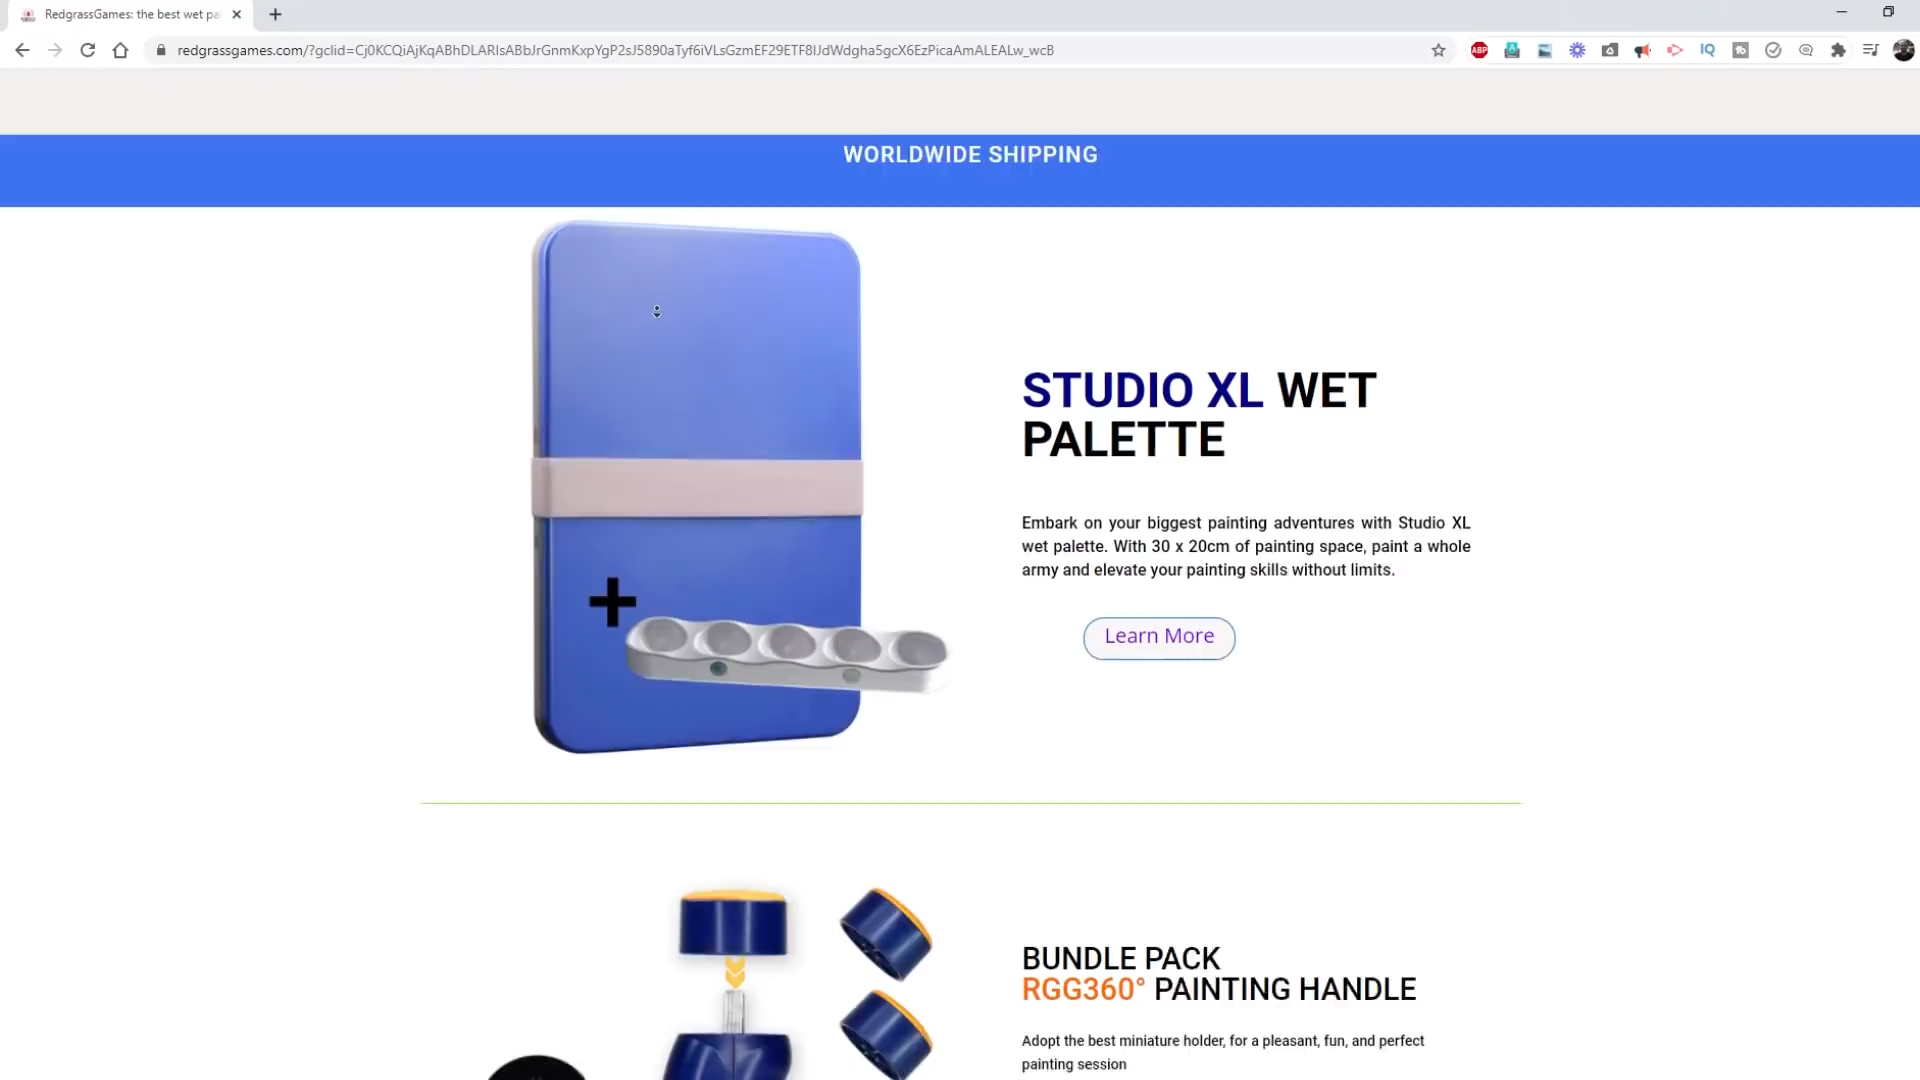 RedgrassGames: the best wet pa
redgrassgames.com/?gclid=Cj0KCQiAjKqABhDLARIsABbJrGnmKxpYgP2sJ5890aTyf6iVLsGzmEF29ETF8IJdWdgha5gcX6EzPicaAmALEALw_wcB
ABP
IQ
WORLDWIDE SHIPPING
STUDIO XL WET
PALETTE
Embark on your biggest painting adventures with Studio XL
wet palette. With 30 x 20cm of painting space, paint a whole
army and elevate your painting skills without limits.
Learn More
BUNDLE PACK
RGG360° PAINTING HANDLE
Adopt the best miniature holder, for a pleasant, fun, and perfect
painting session